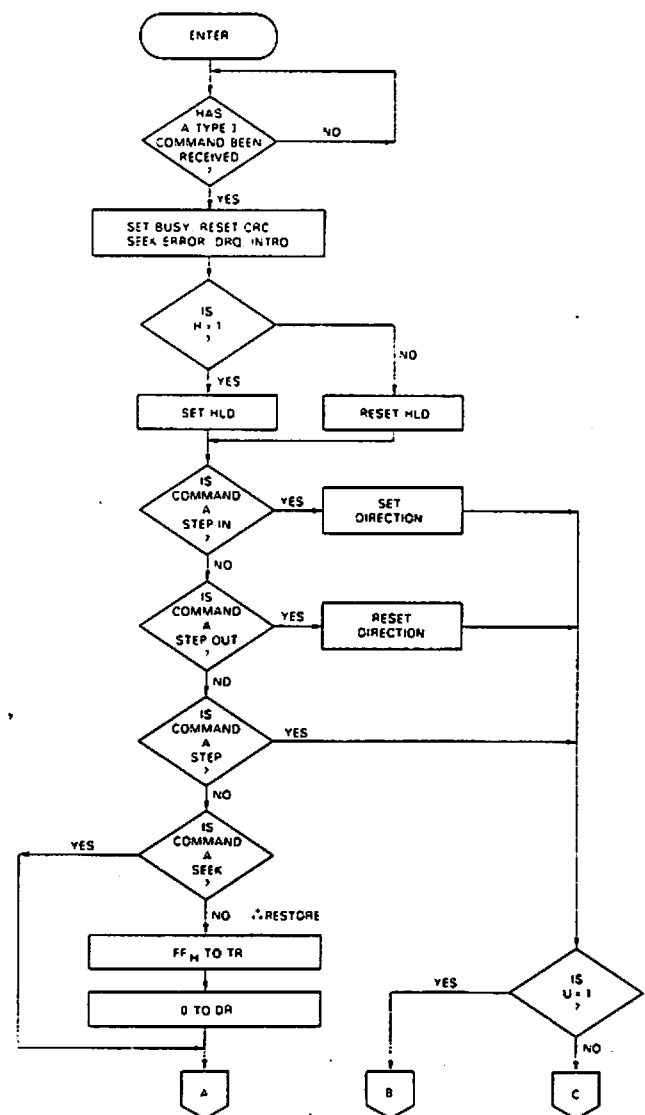 ENTER
HAS
A TYPE I
COMMAND BEEN
RECEIVED
?
NO
YES
SET BUSY, RESET CRC
SEEK ERROR, DRQ, INTRQ
IS
H = 1
?
NO
YES
SET HLD
RESET HLD
IS
COMMAND
A
STEP IN
?
YES
SET
DIRECTION
NO
IS
COMMAND
A
STEP OUT
?
YES
RESET
DIRECTION
NO
IS
COMMAND
A
STEP
?
YES
NO
IS
COMMAND
A
SEEK
?
YES
NO ∴RESTORE
FFH TO TR
0 TO DR
IS
U = 1
?
YES
NO
A
B
C